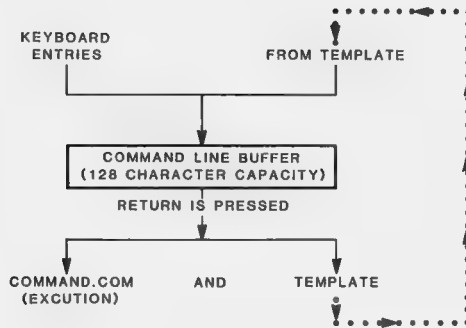 KEYBOARD
ENTRIES
FROM TEMPLATE
COMMAND LINE BUFFER
(128 CHARACTER CAPACITY)
RETURN IS PRESSED
COMMAND.COM
(EXCUTION)
AND
TEMPLATE